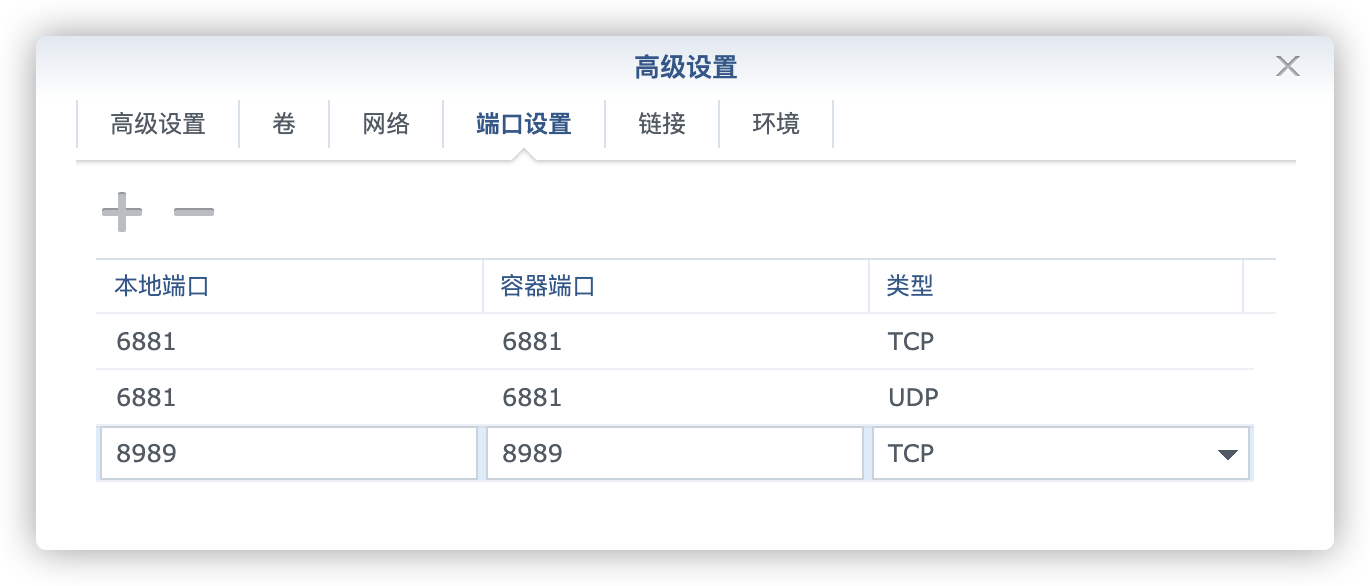 高级设置
高级设置 卷 网络 端口设置 链接 环境
本地端口 容器端口 类型
6881 6881 TCP
6881 6881 UDP
8989 8989 TCP